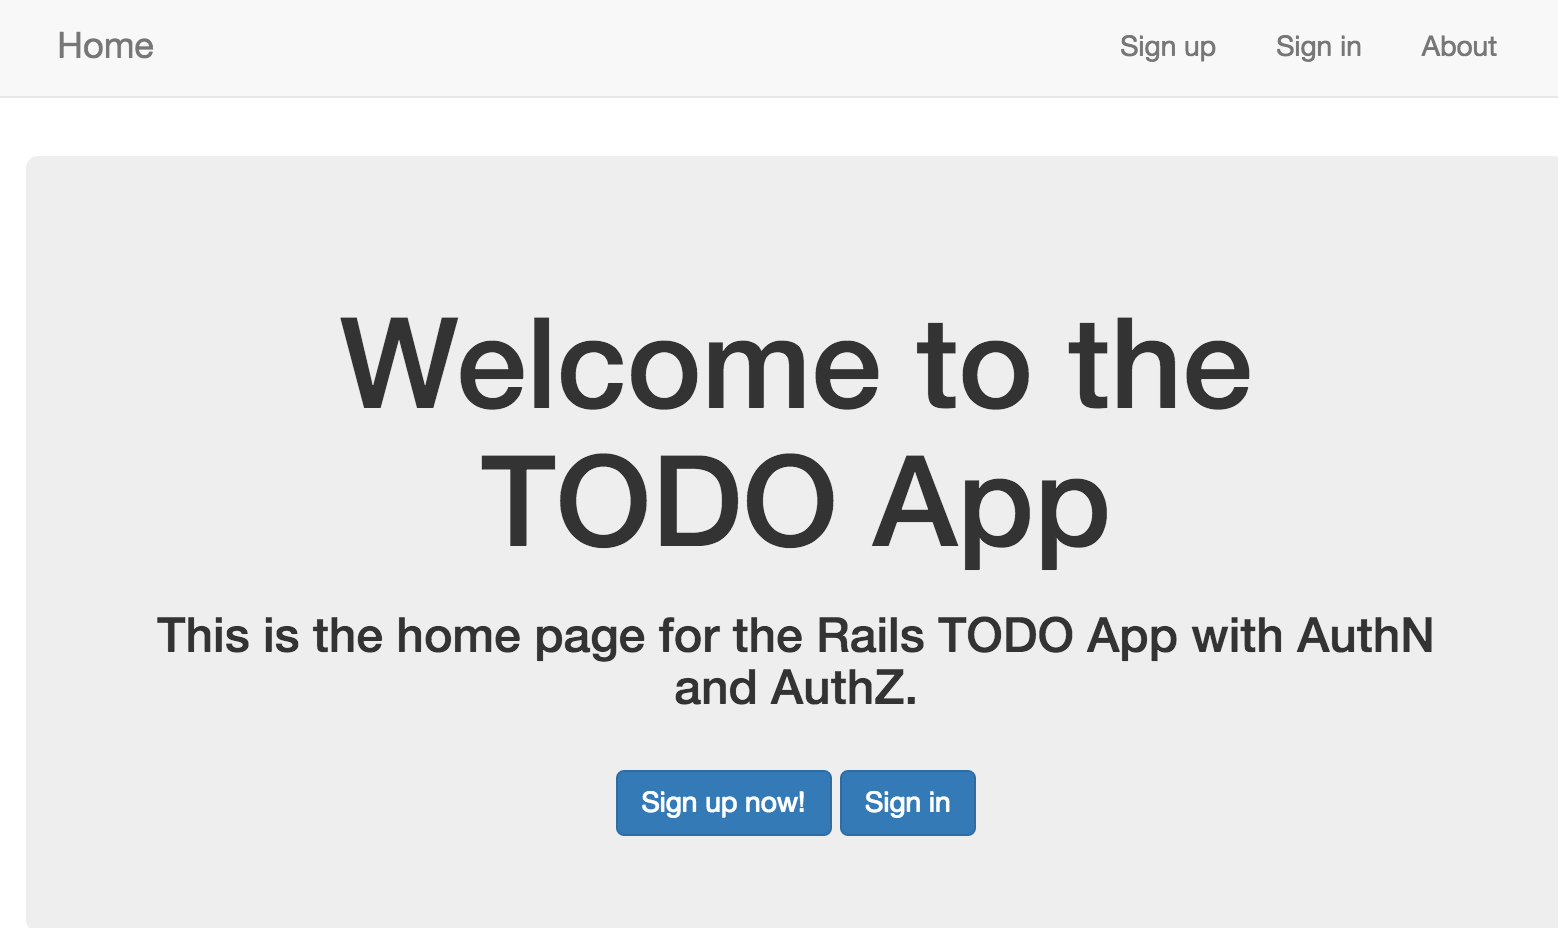 Home Sign up Sign in About
Welcome to the
TODO App
This is the home page for the Rails TODO App with AuthN
and AuthZ.
Sign up now! Sign in